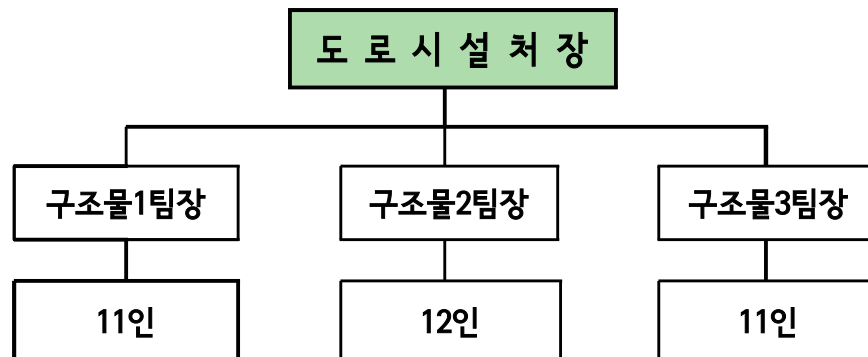 도 로 시 설 처 장
구조물1팀장 구조물2팀장 구조물3팀장
11인 12인 11인